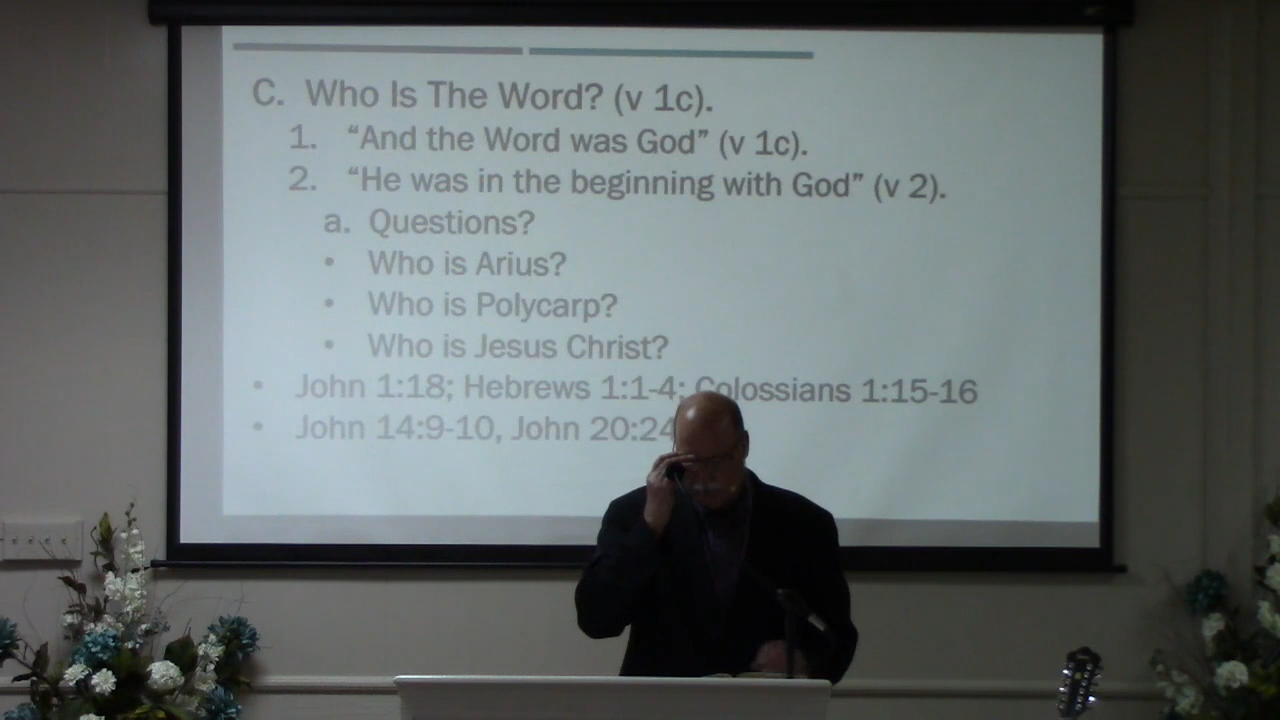 C. Who Is The Word? (v 1c).
1. “And the Word was God” (v 1c).
2. “He was in the beginning with God” (v 2).
a. Questions?
• Who is Arius?
• Who is Polycarp?
• Who is Jesus Christ?
• John 1:18; Hebrews 1:1-4; Colossians 1:15-16
• John 14:9-10, John 20:24